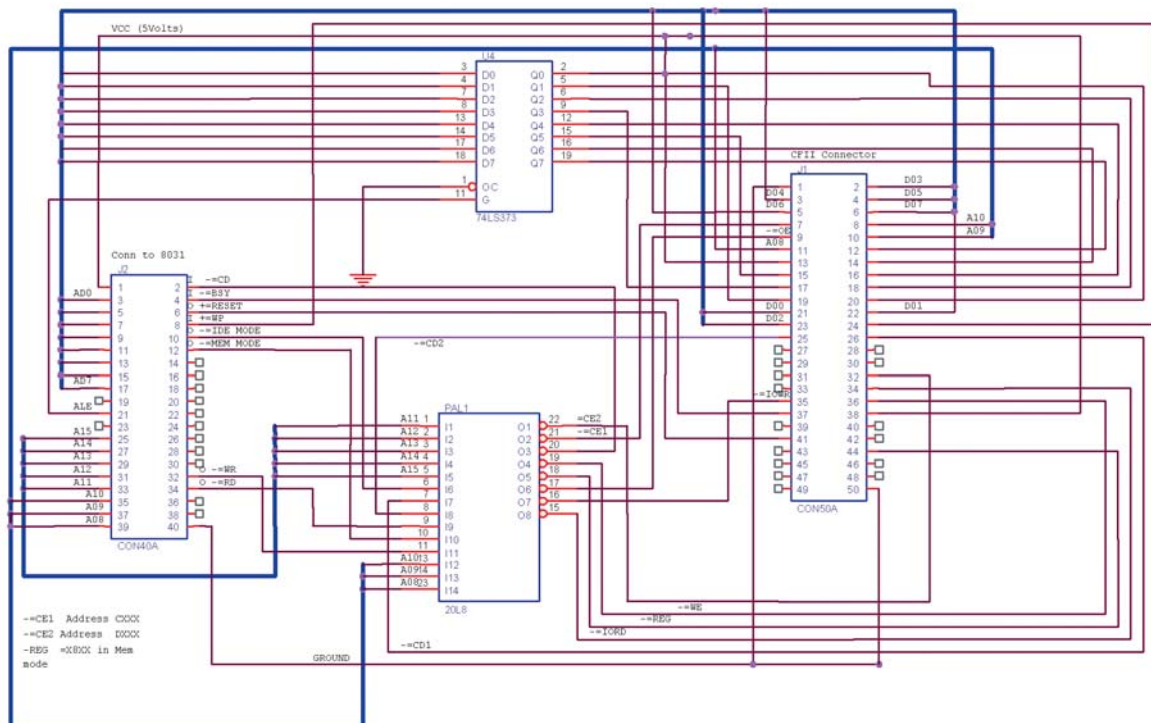 VCC (5Volts)
U4
3 D0 Q0 2
4 D1 Q1 5
7 D2 Q2 6
8 D3 Q3 9
13 D4 Q4 12
14 D5 Q5 15
17 D6 Q6 16
18 D7 Q7 19
1 OC
11 G
74LS373
CFII Connector
J1
1 2 D03
D04 3 4 D05
D06 5 6 D07
7 8 A10
-=OE 9 10 A09
A08 11 12
13 14
15 16
17 18
19 20
D00 21 22 D01
D02 23 24
-=CD2 25 26
27 28
29 30
31 32
33 34
-=IOWR 35 36
37 38
39 40
41 42
43 44
45 46
47 48
49 50
CON50A
Conn to 8031
J2
1 2 I -=CD
AD0 3 4 I -=BSY
5 6 O +=RESET
7 8 I +=WP
9 10 O -=IDE MODE
11 12 O -=MEM MODE
13 14
15 16
AD7 17 18
19 20
ALE 21 22
23 24
A15 25 26
A14 27 28
A13 29 30
A12 31 32 O -=WR
A11 33 34 O -=RD
A10 35 36
A09 37 38
A08 39 40
CON40A
PAL1
A11 1 I1 O1 22 =CE2
A12 2 I2 O2 21 -=CE1
A13 3 I3 O3 20
A14 4 I4 O4 19
A15 5 I5 O5 18
6 I6 O6 17
7 I7 O7 16
8 I8 O8 15
9 I9
10 I10
11 I11
A10 13 I12
A09 14 I13
A08 23 I14
20L8
-=WE
-=REG
-=IORD
-=CD1
GROUND
-=CE1 Address CXXX
-=CE2 Address DXXX
-REG =X8XX in Mem
mode